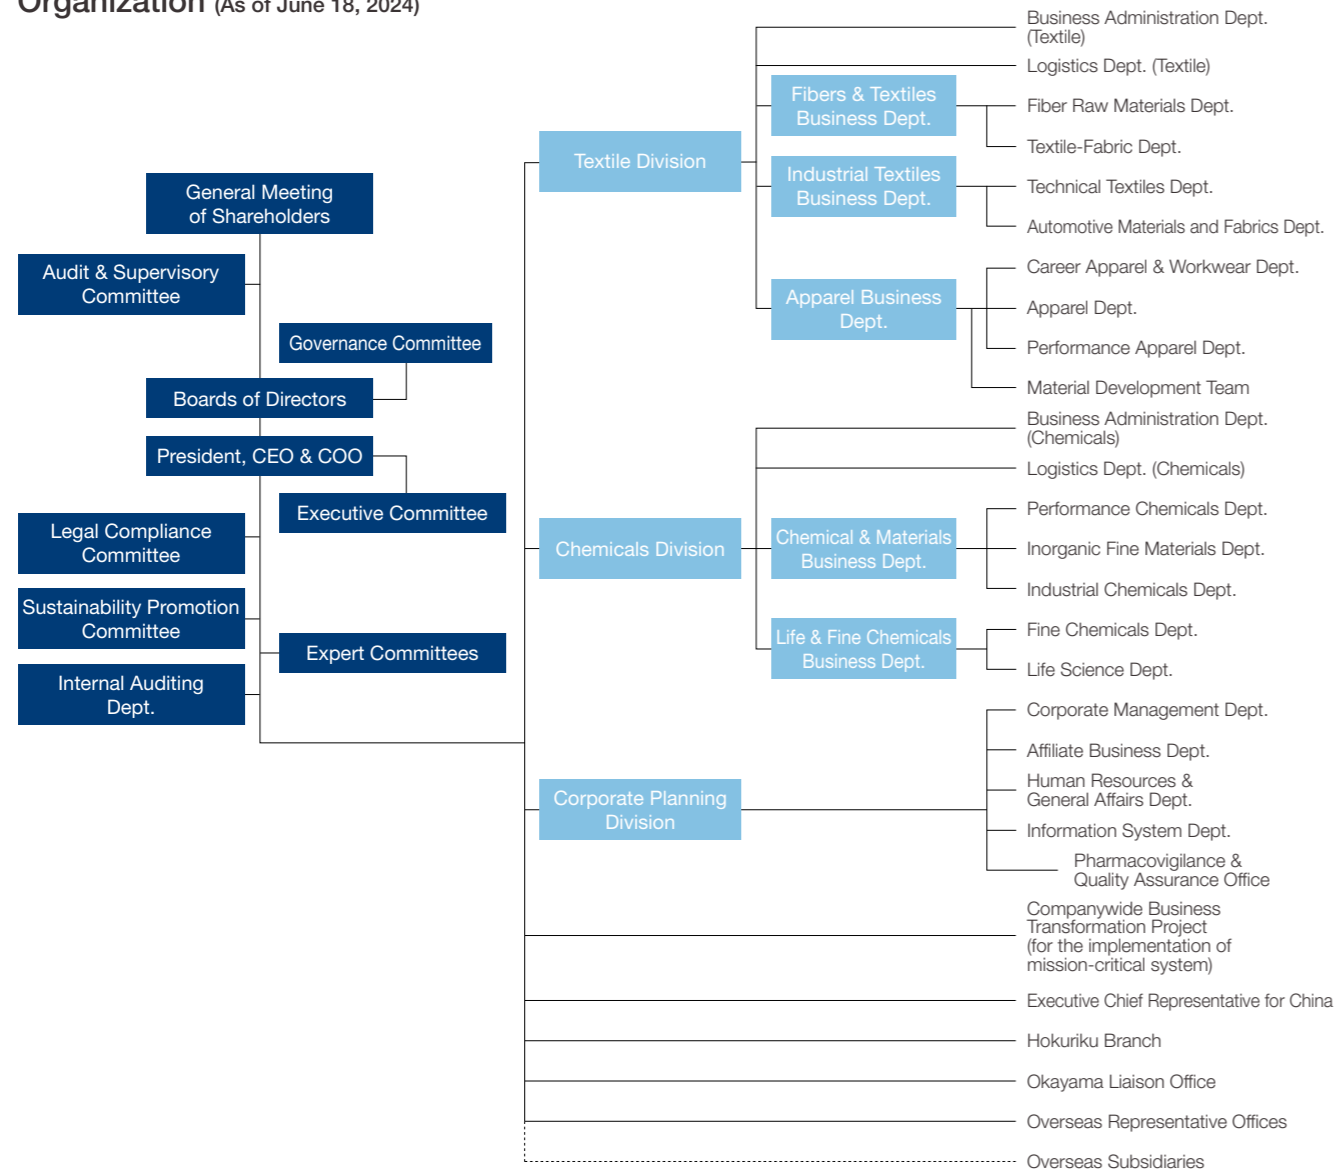 Organization (As of June 18, 2024)
General Meeting
of Shareholders
Audit & Supervisory
Committee
Governance Committee
Boards of Directors
President, CEO & COO
Executive Committee
Legal Compliance
Committee
Sustainability Promotion
Committee
Expert Committees
Internal Auditing
Dept.
Textile Division
Business Administration Dept.
(Textile)
Logistics Dept. (Textile)
Fibers & Textiles
Business Dept.
Fiber Raw Materials Dept.
Textile-Fabric Dept.
Industrial Textiles
Business Dept.
Technical Textiles Dept.
Automotive Materials and Fabrics Dept.
Apparel Business
Dept.
Career Apparel & Workwear Dept.
Apparel Dept.
Performance Apparel Dept.
Material Development Team
Chemicals Division
Business Administration Dept.
(Chemicals)
Logistics Dept. (Chemicals)
Chemical & Materials
Business Dept.
Performance Chemicals Dept.
Inorganic Fine Materials Dept.
Industrial Chemicals Dept.
Life & Fine Chemicals
Business Dept.
Fine Chemicals Dept.
Life Science Dept.
Corporate Planning
Division
Corporate Management Dept.
Affiliate Business Dept.
Human Resources &
General Affairs Dept.
Information System Dept.
Pharmacovigilance &
Quality Assurance Office
Companywide Business
Transformation Project
(for the implementation of
mission-critical system)
Executive Chief Representative for China
Hokuriku Branch
Okayama Liaison Office
Overseas Representative Offices
Overseas Subsidiaries